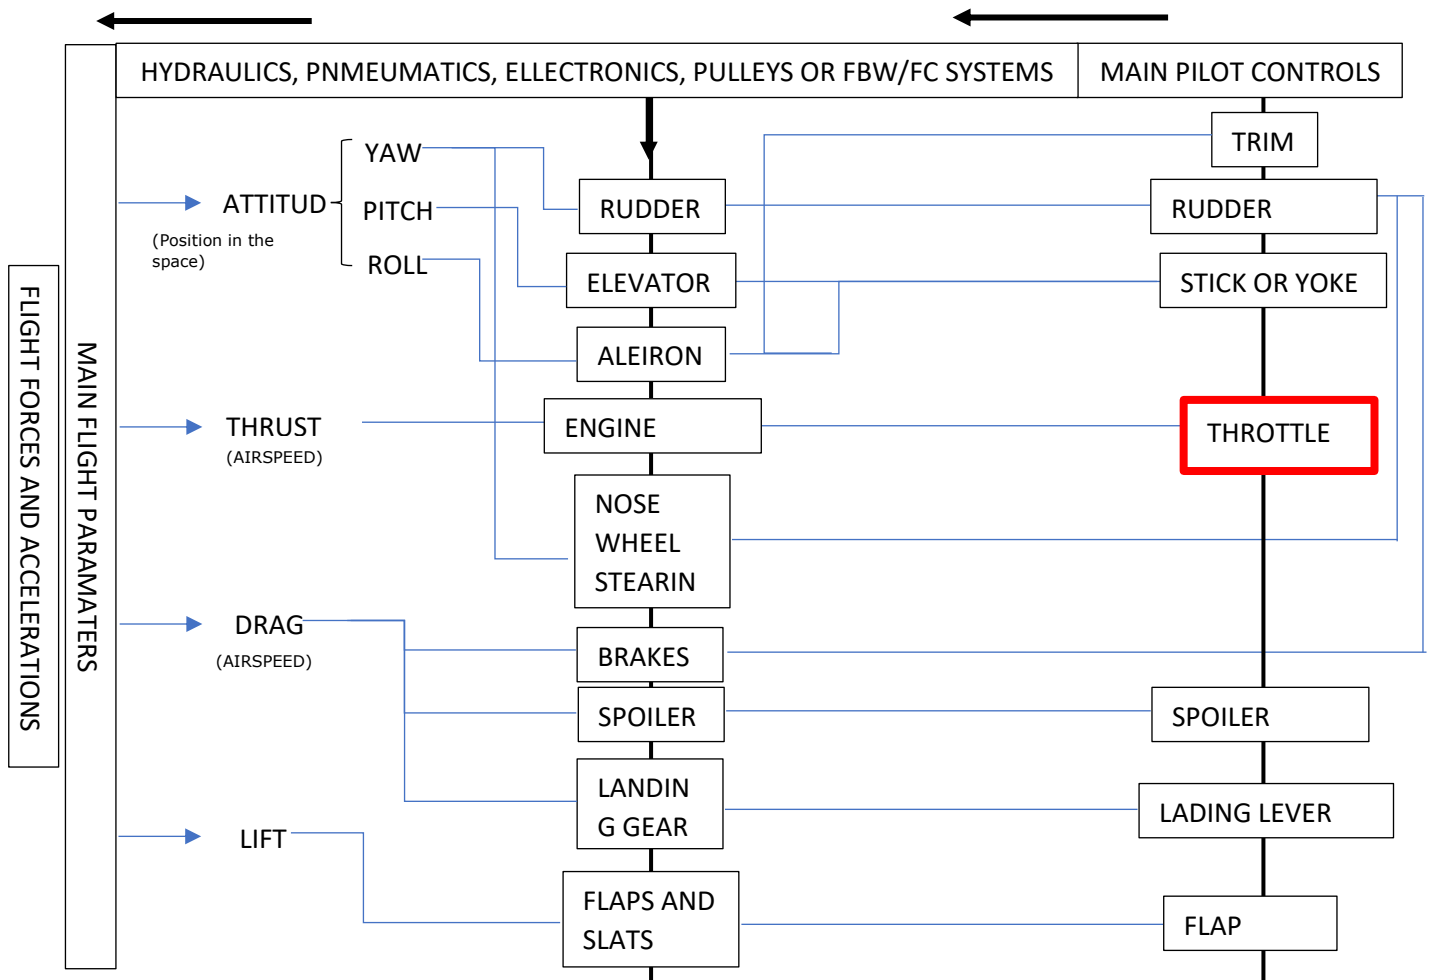 HYDRAULICS, PNMEUMATICS, ELLECTRONICS, PULLEYS OR FBW/FC SYSTEMS
MAIN PILOT CONTROLS
FLIGHT FORCES AND ACCELERATIONS
MAIN FLIGHT PARAMATERS
ATTITUD
(Position in the
space)
YAW
PITCH
ROLL
THRUST
(AIRSPEED)
DRAG
(AIRSPEED)
LIFT
RUDDER
ELEVATOR
ALEIRON
ENGINE
NOSE
WHEEL
STEARIN
BRAKES
SPOILER
LANDIN
G GEAR
FLAPS AND
SLATS
TRIM
RUDDER
STICK OR YOKE
THROTTLE
SPOILER
LADING LEVER
FLAP